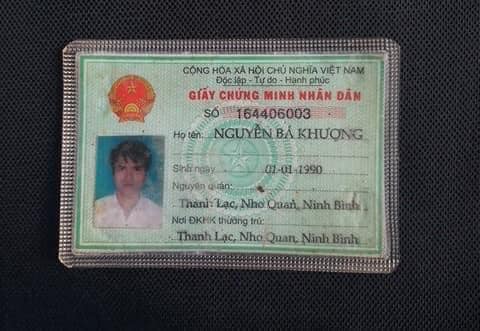 CỘNG HÒA XÃ HỘI CHỦ NGHĨA VIỆT NAM
Độc lập - Tự do - Hạnh phúc
GIẤY CHỨNG MINH NHÂN DÂN
SỐ 164406003
Họ tên: NGUYỄN BÁ KHƯỢNG
Sinh ngày 01-01-1990
Nguyên quán:
Thanh Lạc, Nho Quan, Ninh Bình
Nơi ĐKHK thường trú:
Thanh Lạc, Nho Quan, Ninh Bình